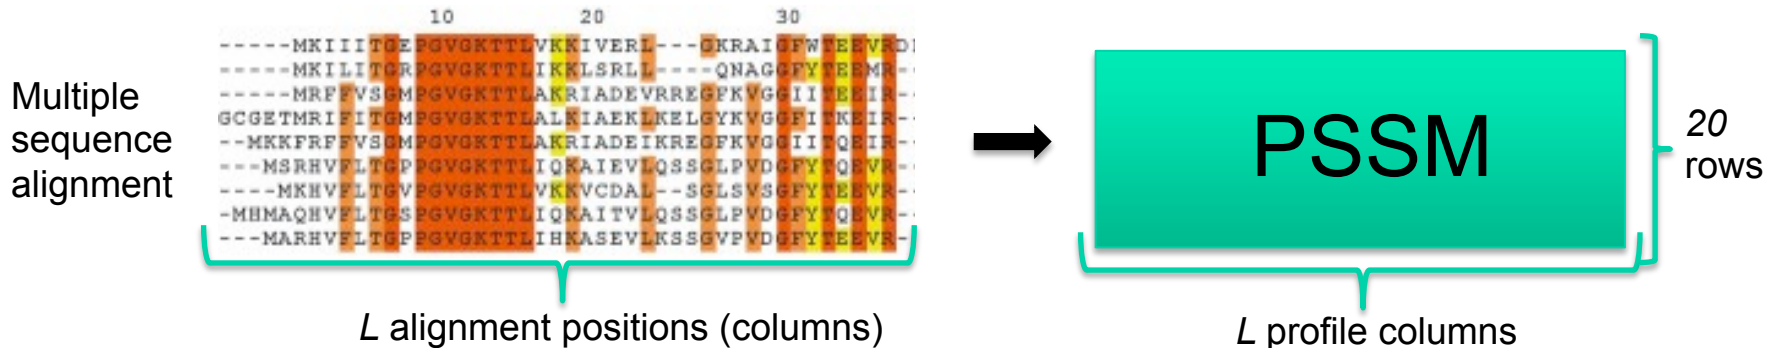 10 20 30
-----MKIIITGEPGVGKTTLVKKIVERL---GKRAIGFWTEEVRDI
-----MKILITGRPGVGKTTLIKKLSRLL----QNAGGFYTEEMR-
-----MRFFVSGMPGVGKTTLAKRIADEVRREGFKVGGIITEEIR-
GCGETMRIFITGMPGVGKTTLALKIAEKLKELGYKVGGFITKEIR-
--MKKFRFFVSGMPGVGKTTLAKRIADEIKREGFKVGGIITQEIR-
---MSRHVFLTGPPGVGKTTLIQKAIEVLQSSGLPVDGFYTQEVR-
----MKHVFLTGVPGVGKTTLVKKVCDAL--SGLSVSGFYTEEVR-
-MHMAQHVFLTGSPGVGKTTLIQKAITVLQSSGLPVDGFYTQEVR-
---MARHVFLTGPPGVGKTTLIHKASEVLKSSGVPVDGFYTEEVR-
Multiple
sequence
alignment
L alignment positions (columns)
PSSM
20
rows
L profile columns